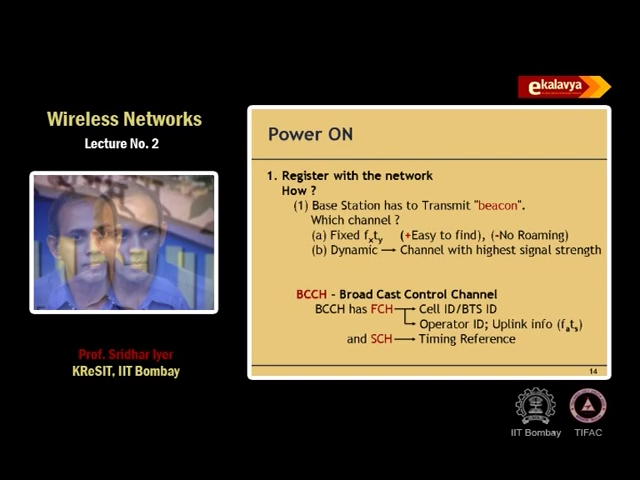 ekalavya
Wireless Networks
Lecture No. 2
Prof. Sridhar Iyer
KReSIT, IIT Bombay
Power ON
1. Register with the network
How ?
(1) Base Station has to Transmit "beacon".
Which channel ?
(a) Fixed fxty (+Easy to find), (-No Roaming)
(b) Dynamic → Channel with highest signal strength
BCCH - Broad Cast Control Channel
BCCH has FCH → Cell ID/BTS ID
→ Operator ID; Uplink info (fats)
and SCH → Timing Reference
14
IIT Bombay
TIFAC